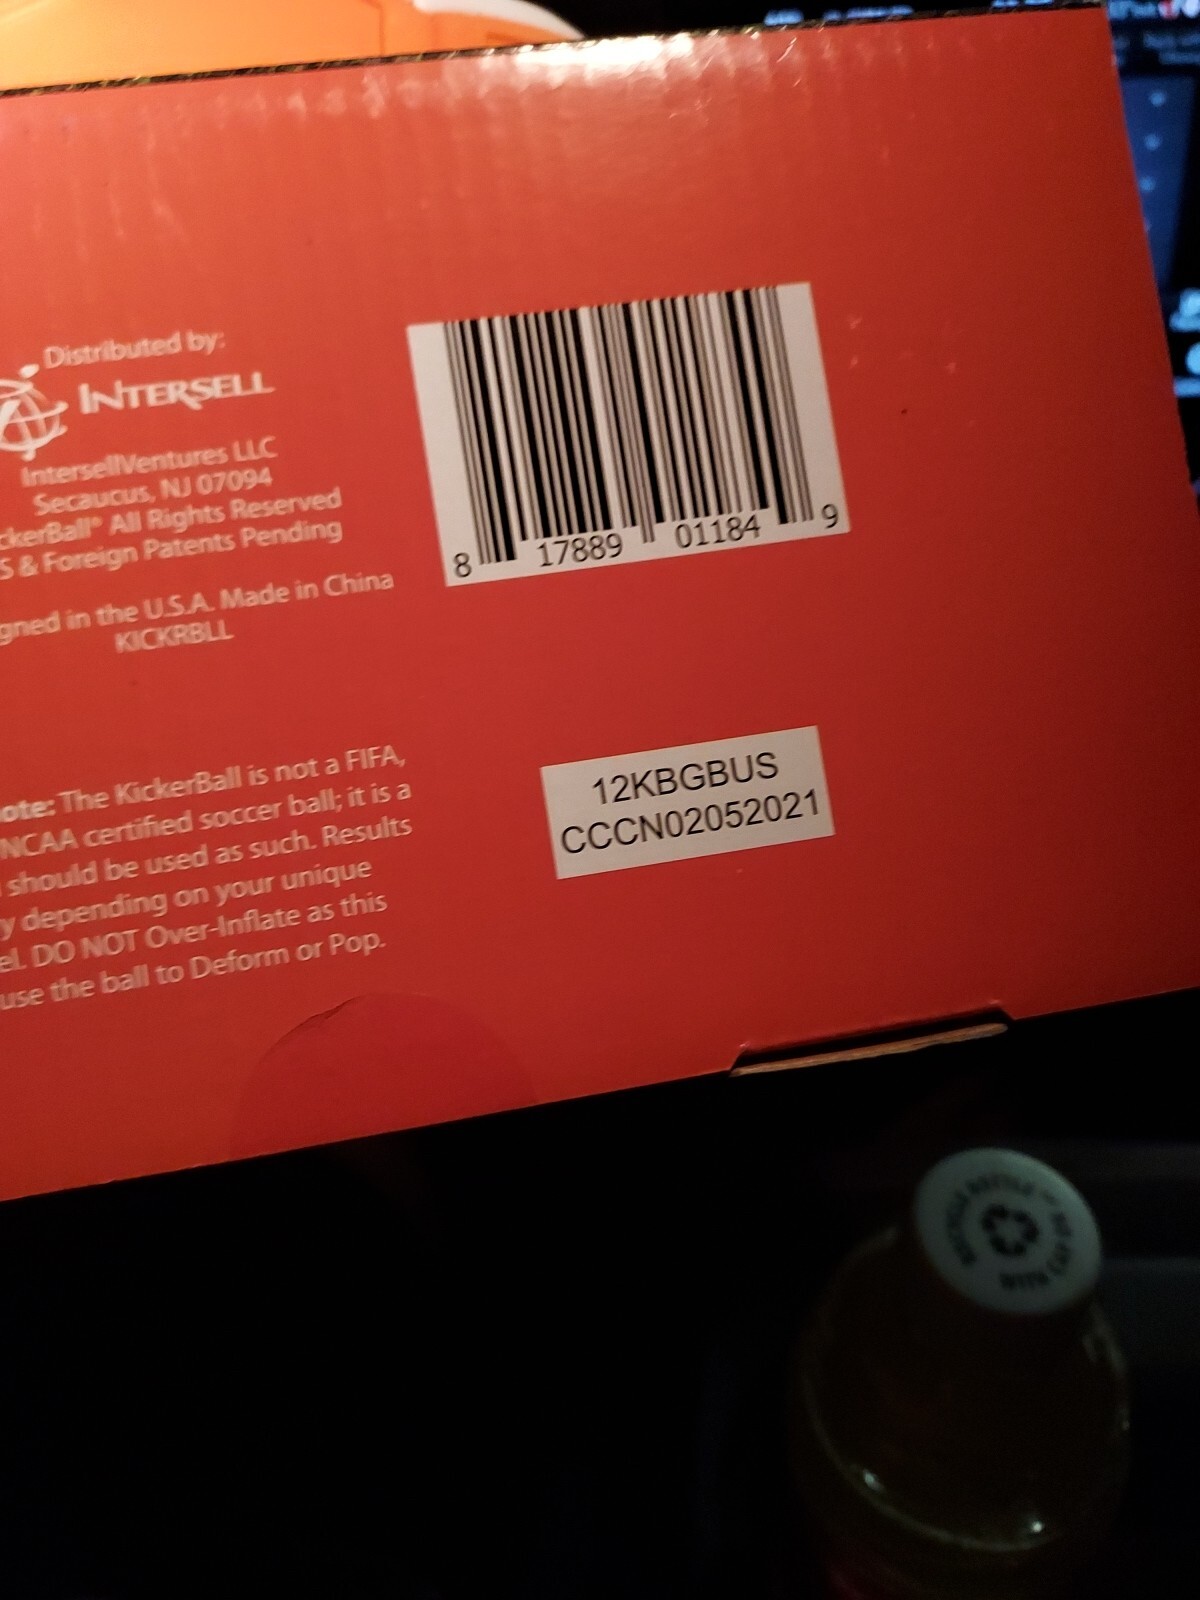 Distributed by:
INTERSELL
IntersellVentures LLC
Secaucus, NJ 07094
ckerBall® All Rights Reserved
S & Foreign Patents Pending
gned in the U.S.A. Made in China
KICKRBLL
8 17889 01184 9
ote: The KickerBall is not a FIFA,
NCAA certified soccer ball; it is a
should be used as such. Results
y depending on your unique
el. DO NOT Over-Inflate as this
use the ball to Deform or Pop.
12KBGBUS
CCCN02052021
WITH CAP